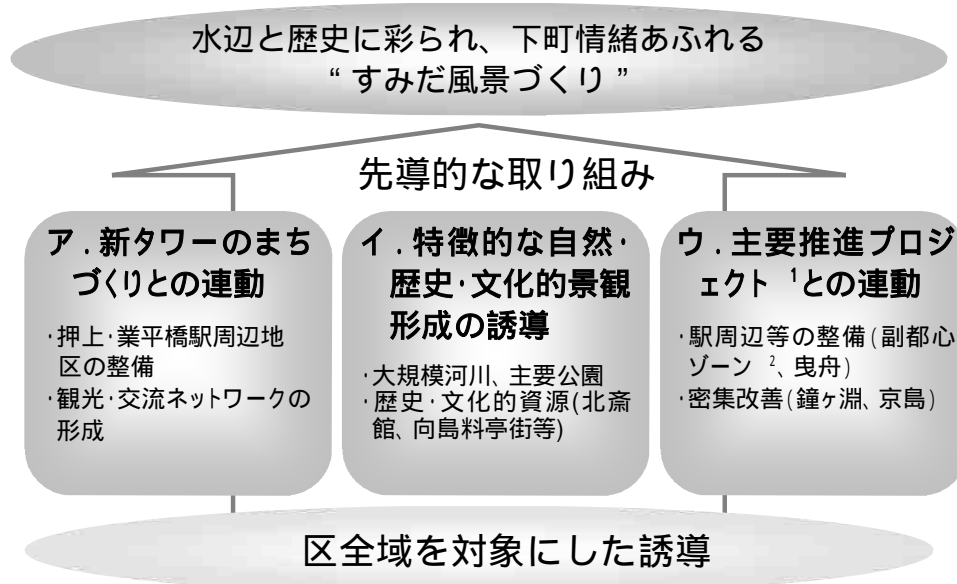 水辺と歴史に彩られ、下町情緒あふれる
“すみだ風景づくり”
先導的な取り組み
ア.新タワーのまち
づくりとの連動
·押上·業平橋駅周辺地
区の整備
·観光·交流ネットワークの
形成
イ.特徴的な自然·
歴史·文化的景観
形成の誘導
·大規模河川、主要公園
·歴史·文化的資源(北斎
館、向島料亭街等)
ウ.主要推進プロジ
ェクト ¹との連動
·駅周辺等の整備(副都心
ゾーン ²、曳舟)
·密集改善(鐘ヶ淵、京島)
区全域を対象にした誘導